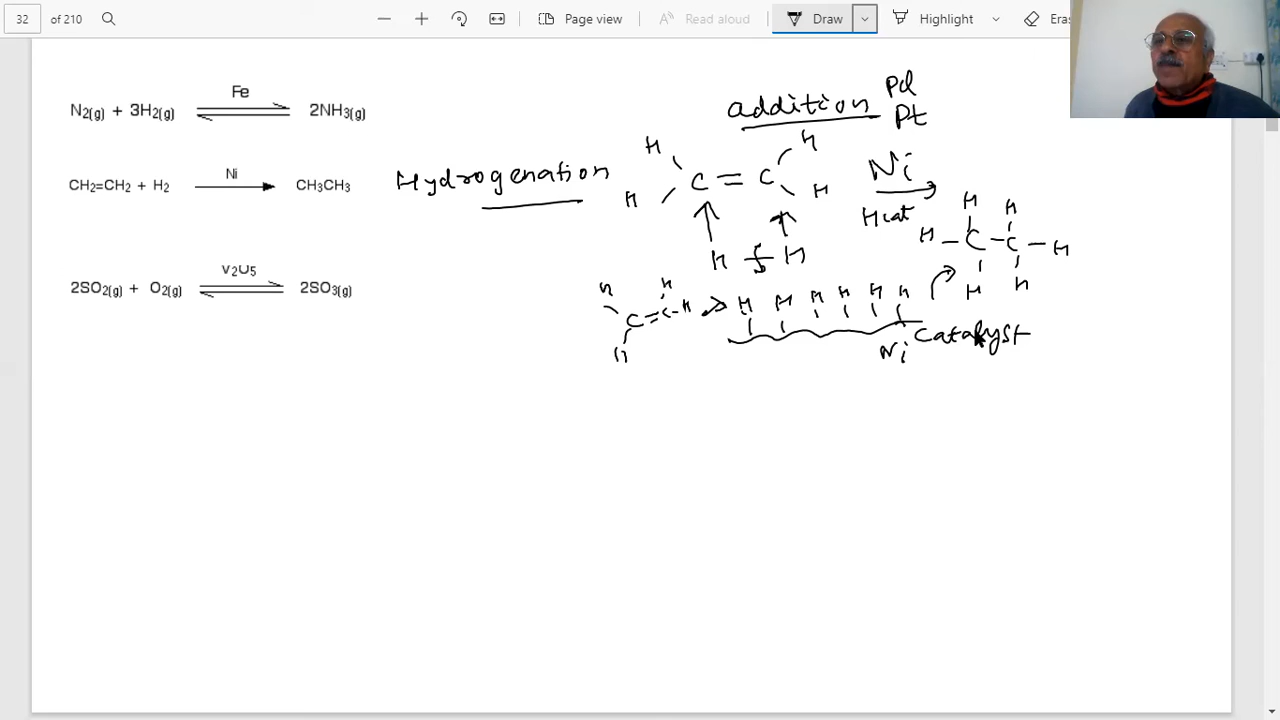 32 of 210 Page view Read aloud Draw Highlight Eras
N2(g) + 3H2(g) Fe 2NH3(g)
CH2=CH2 + H2 Ni CH3CH3
2SO2(g) + O2(g) V2O5 2SO3(g)
addition Pd
Pt
Hydrogenation
H H
C = C
H H
Ni
Heat
H H
H - C - C - H
H H
H H
H H
C = C - H
H
H H H H H H
Ni Catalyst